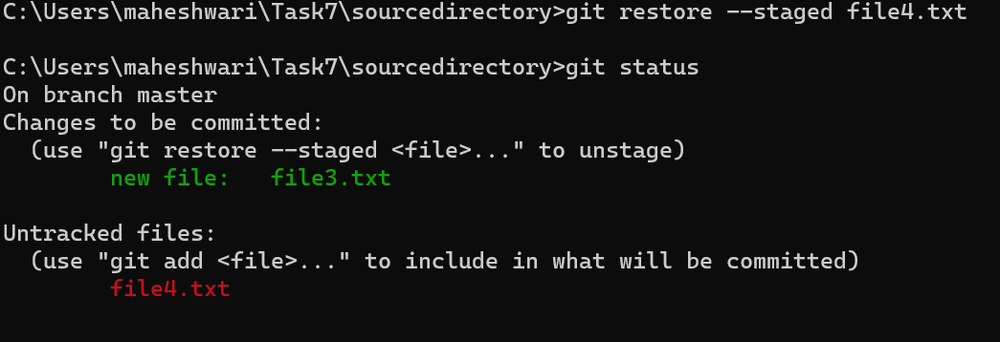 C:\Users\maheshwari\Task7\sourcedirectory>git restore --staged file4.txt
C:\Users\maheshwari\Task7\sourcedirectory>git status
On branch master
Changes to be committed:
  (use "git restore --staged <file>..." to unstage)
        new file:   file3.txt
Untracked files:
  (use "git add <file>..." to include in what will be committed)
        file4.txt